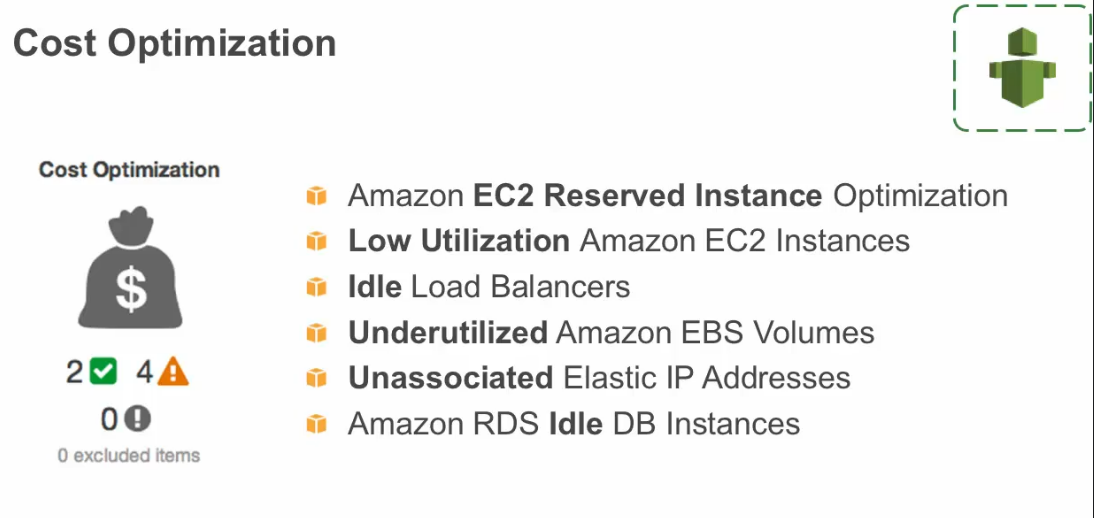 Cost Optimization
Cost Optimization
$
2 4
0
0 excluded items
Amazon EC2 Reserved Instance Optimization
Low Utilization Amazon EC2 Instances
Idle Load Balancers
Underutilized Amazon EBS Volumes
Unassociated Elastic IP Addresses
Amazon RDS Idle DB Instances